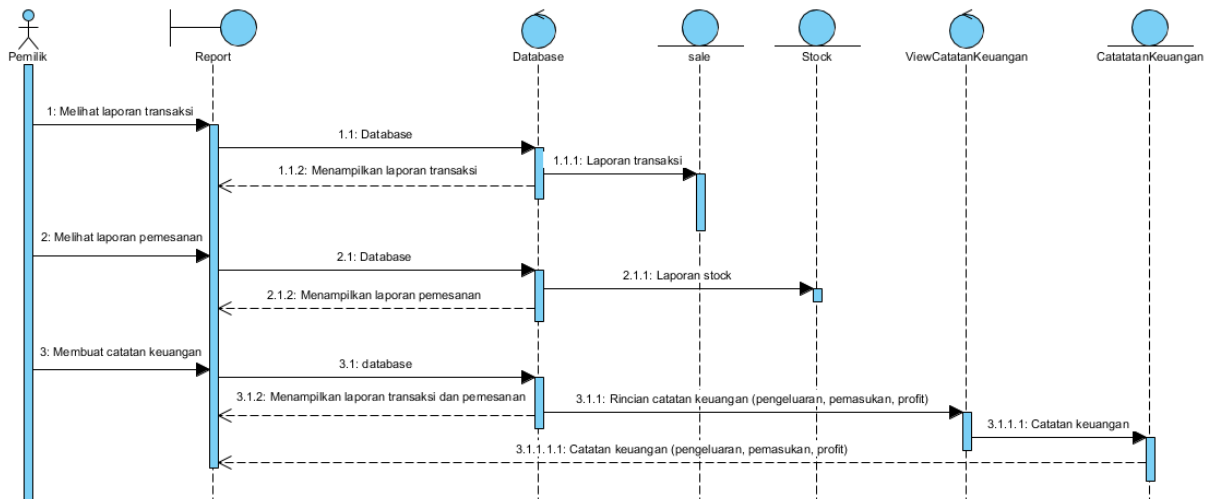 Pemilik
Report
Database
sale
Stock
ViewCatatanKeuangan
CatatatanKeuangan
1: Melihat laporan transaksi
1.1: Database
1.1.1: Laporan transaksi
1.1.2: Menampilkan laporan transaksi
2: Melihat laporan pemesanan
2.1: Database
2.1.1: Laporan stock
2.1.2: Menampilkan laporan pemesanan
3: Membuat catatan keuangan
3.1: database
3.1.2: Menampilkan laporan transaksi dan pemesanan
3.1.1: Rincian catatan keuangan (pengeluaran, pemasukan, profit)
3.1.1.1: Catatan keuangan
3.1.1.1.1: Catatan keuangan (pengeluaran, pemasukan, profit)